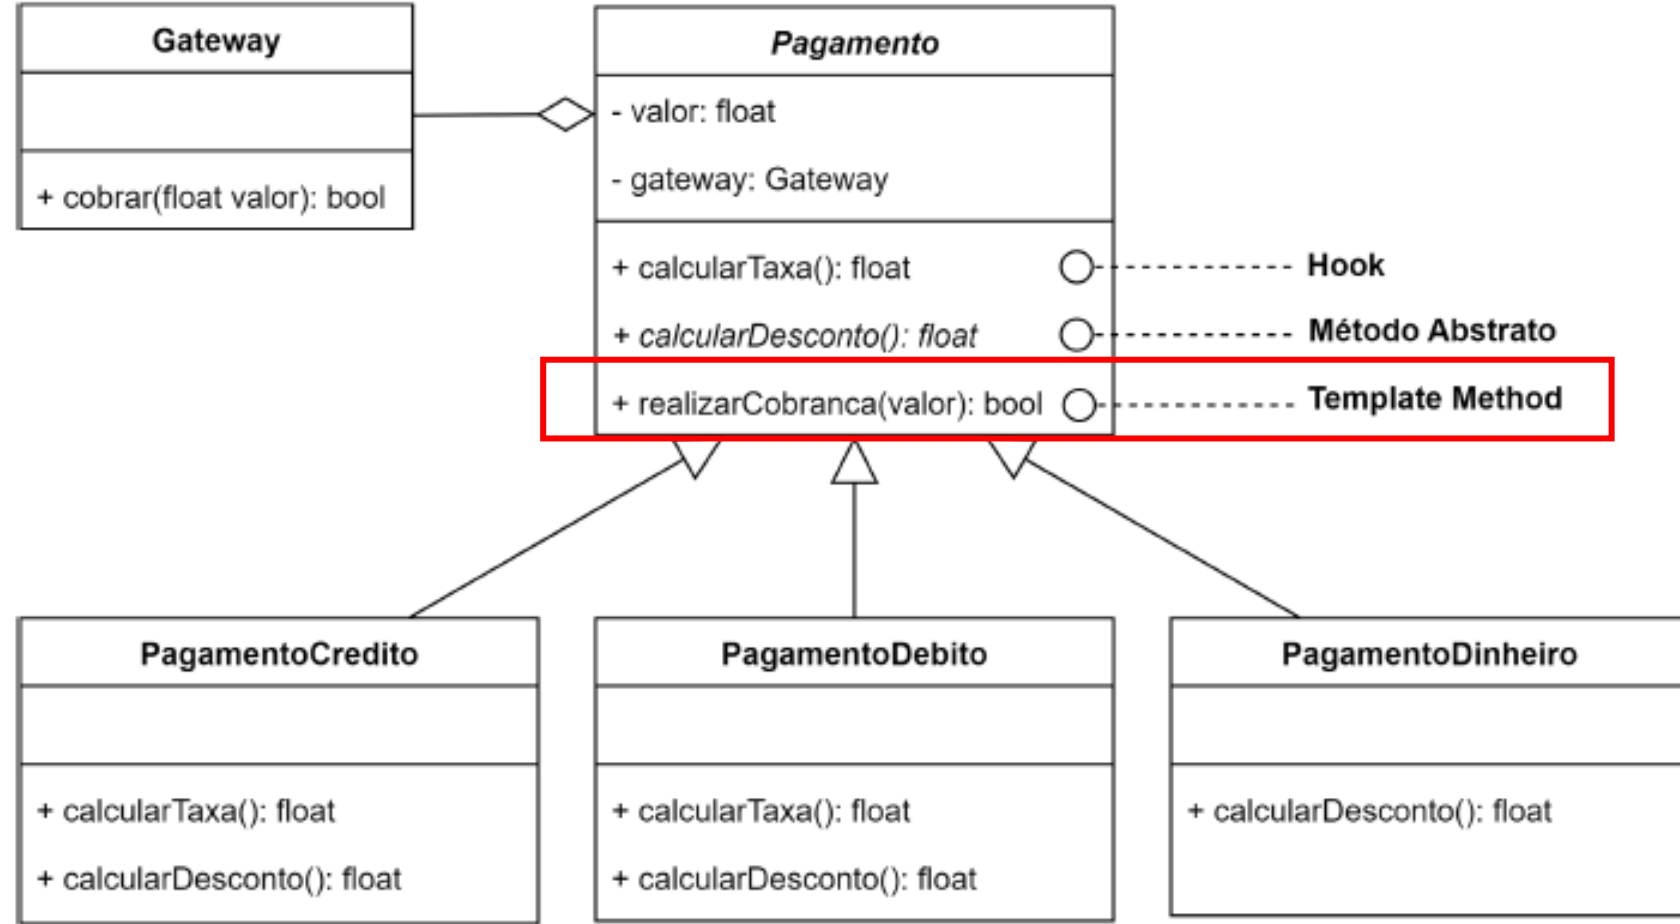 Gateway
+ cobrar(float valor): bool
Pagamento
- valor: float
- gateway: Gateway
+ calcularTaxa(): float
Hook
+ calcularDesconto(): float
Método Abstrato
+ realizarCobranca(valor): bool
Template Method
PagamentoCredito
+ calcularTaxa(): float
+ calcularDesconto(): float
PagamentoDebito
+ calcularTaxa(): float
+ calcularDesconto(): float
PagamentoDinheiro
+ calcularDesconto(): float